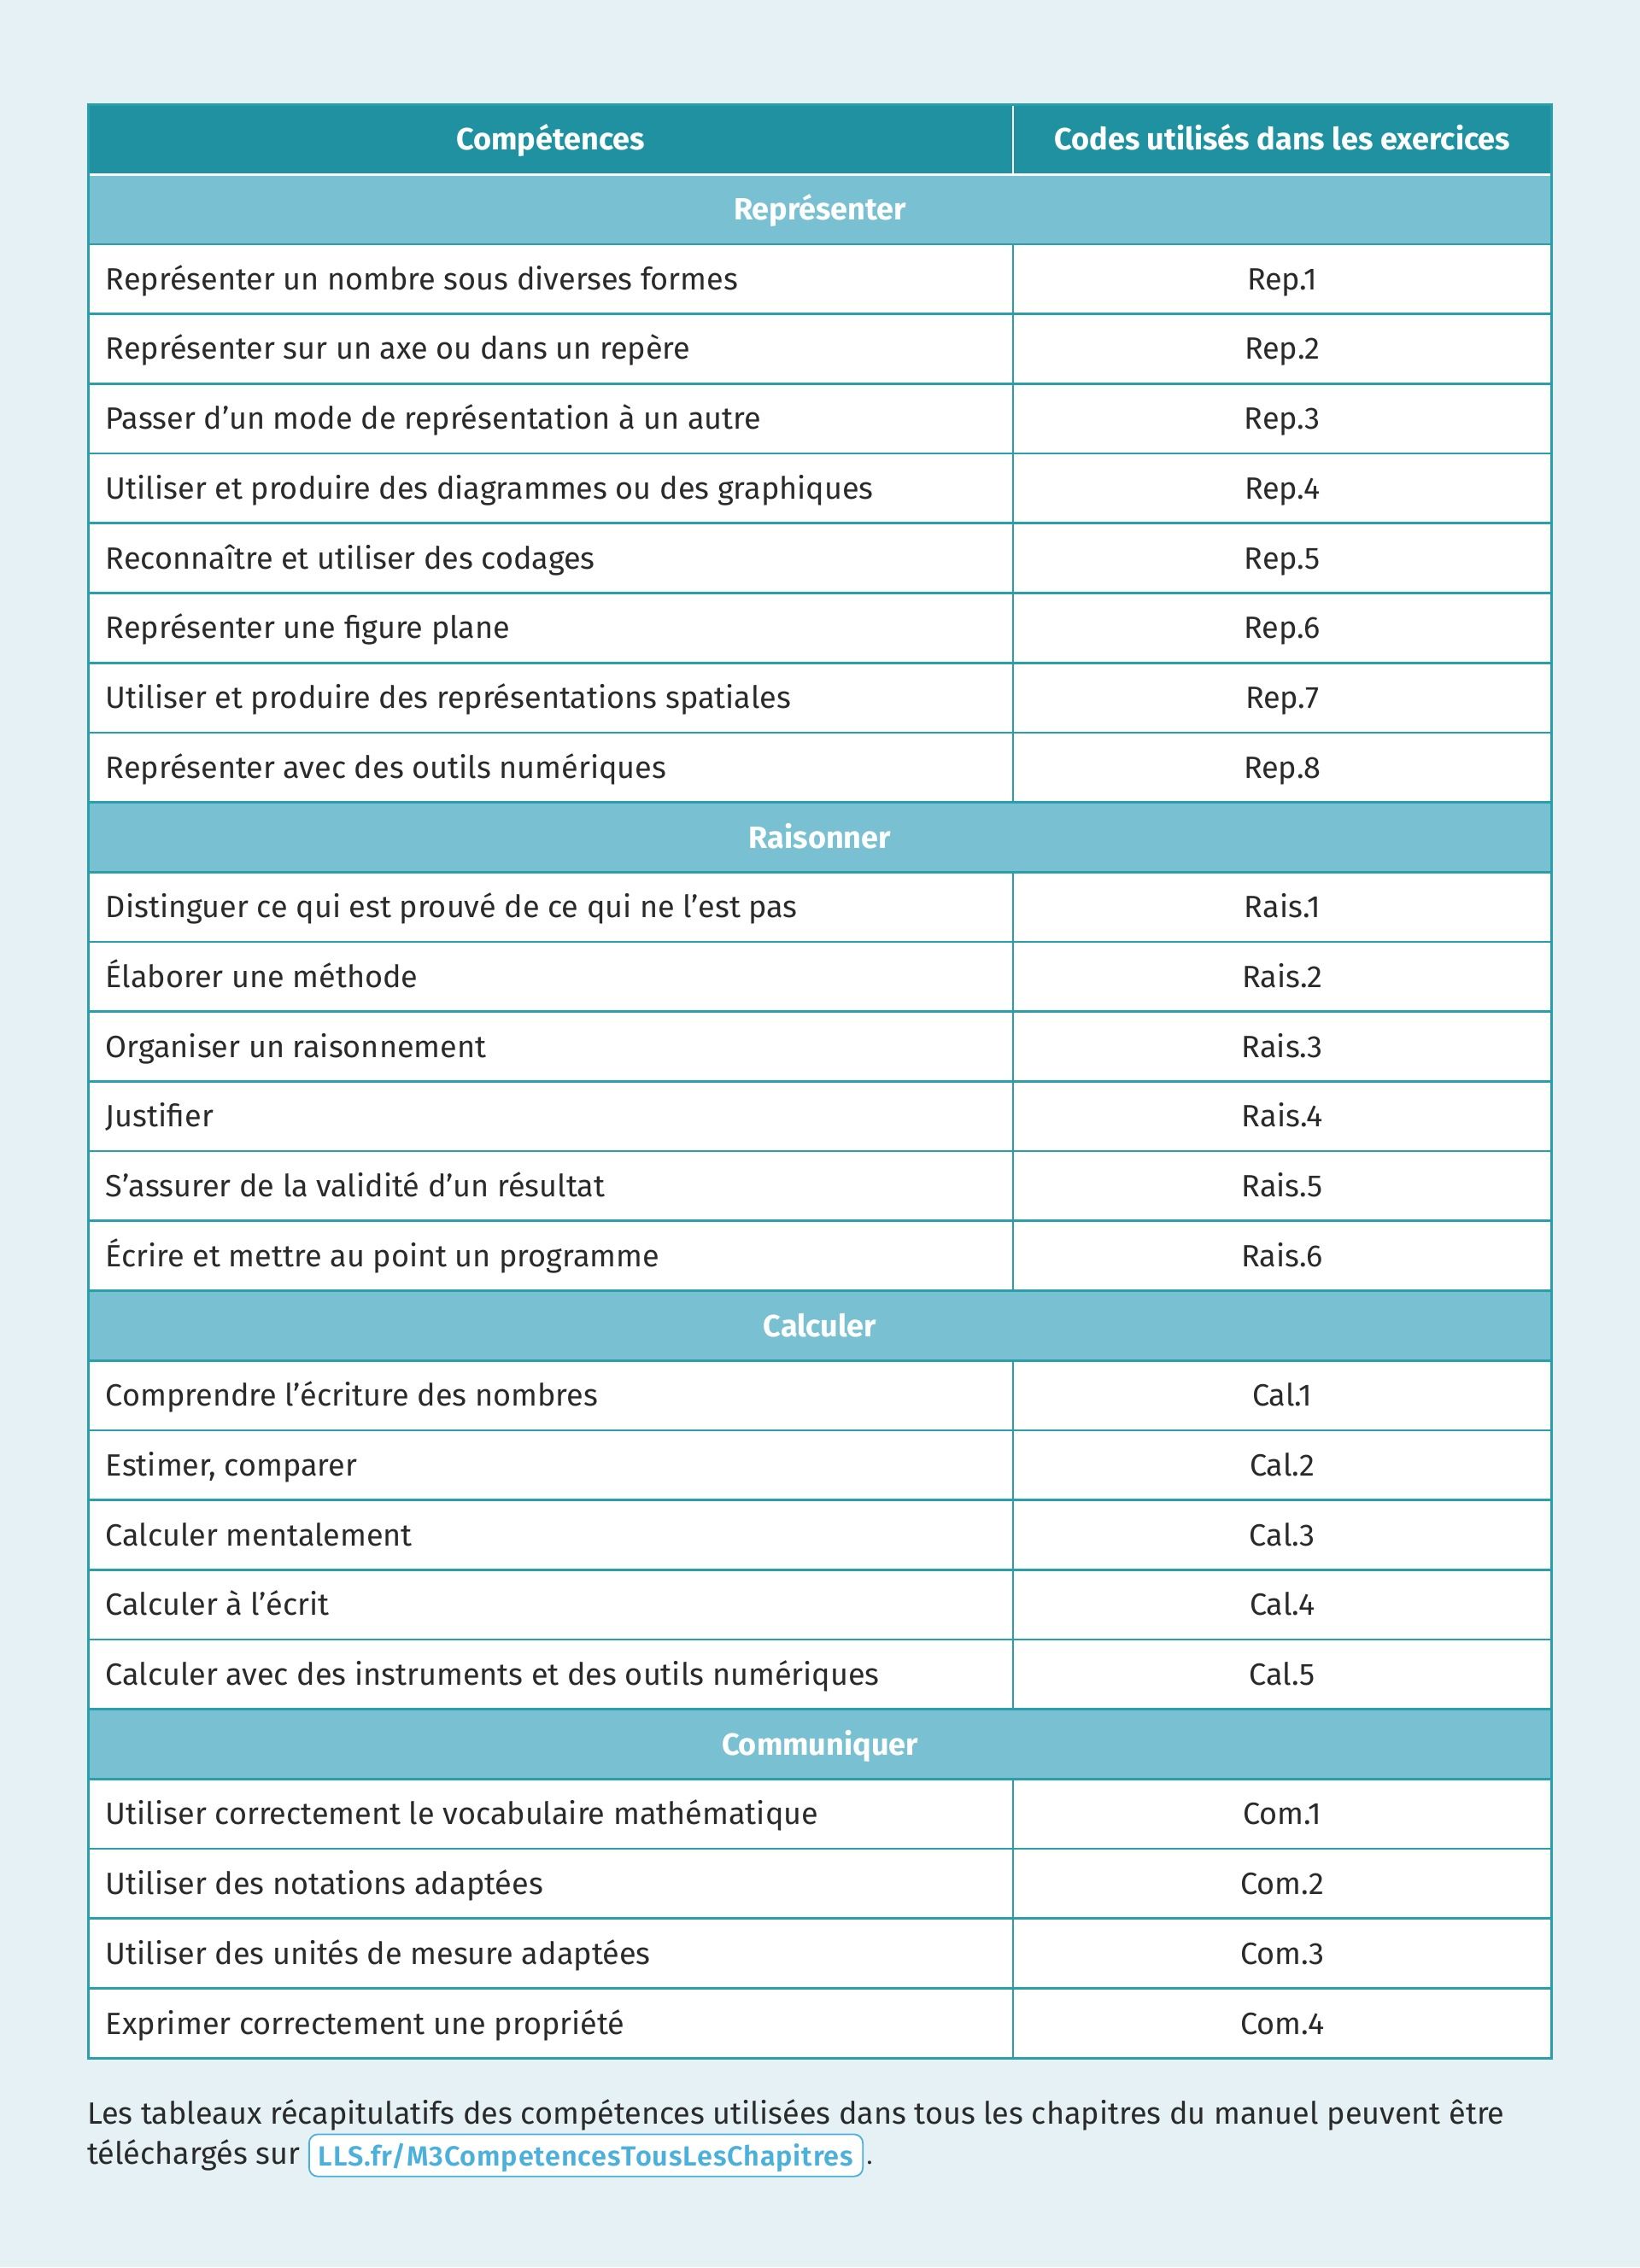 Compétences Codes utilisés dans les exercices
Représenter
Représenter un nombre sous diverses formes Rep.1
Représenter sur un axe ou dans un repère Rep.2
Passer d’un mode de représentation à un autre Rep.3
Utiliser et produire des diagrammes ou des graphiques Rep.4
Reconnaître et utiliser des codages Rep.5
Représenter une figure plane Rep.6
Utiliser et produire des représentations spatiales Rep.7
Représenter avec des outils numériques Rep.8
Raisonner
Distinguer ce qui est prouvé de ce qui ne l’est pas Rais.1
Élaborer une méthode Rais.2
Organiser un raisonnement Rais.3
Justifier Rais.4
S’assurer de la validité d’un résultat Rais.5
Écrire et mettre au point un programme Rais.6
Calculer
Comprendre l’écriture des nombres Cal.1
Estimer, comparer Cal.2
Calculer mentalement Cal.3
Calculer à l’écrit Cal.4
Calculer avec des instruments et des outils numériques Cal.5
Communiquer
Utiliser correctement le vocabulaire mathématique Com.1
Utiliser des notations adaptées Com.2
Utiliser des unités de mesure adaptées Com.3
Exprimer correctement une propriété Com.4
Les tableaux récapitulatifs des compétences utilisées dans tous les chapitres du manuel peuvent être
téléchargés sur LLS.fr/M3CompetencesTousLesChapitres .